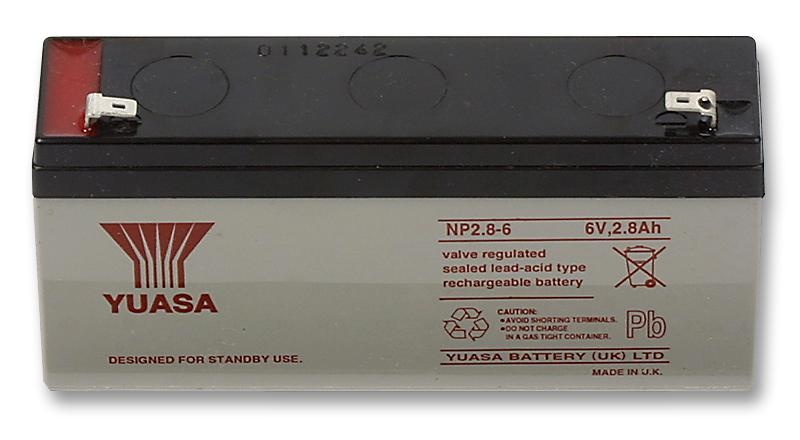 0112262
YUASA
DESIGNED FOR STANDBY USE.
NP2.8-6 6V,2.8Ah
valve regulated
sealed lead-acid type
rechargeable battery
CAUTION:
• AVOID SHORTING TERMINALS.
• DO NOT CHARGE
IN A GAS TIGHT CONTAINER.
Pb
YUASA BATTERY (UK) LTD
MADE IN U.K.